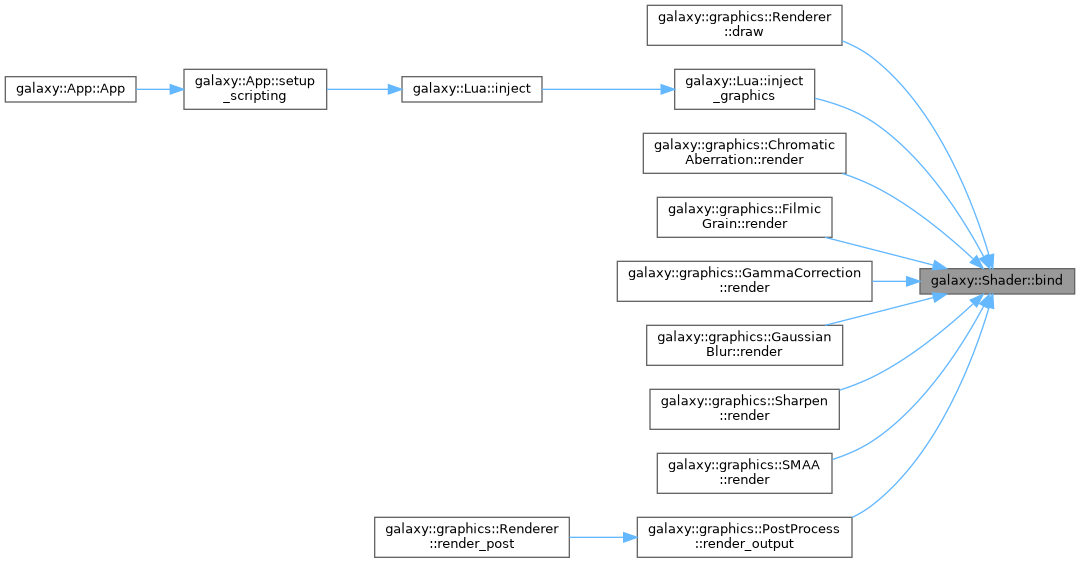 galaxy::graphics::Renderer
::draw
galaxy::App::App
galaxy::App::setup
_scripting
galaxy::Lua::inject
galaxy::Lua::inject
_graphics
galaxy::graphics::Chromatic
Aberration::render
galaxy::graphics::Filmic
Grain::render
galaxy::graphics::GammaCorrection
::render
galaxy::Shader::bind
galaxy::graphics::Gaussian
Blur::render
galaxy::graphics::Sharpen
::render
galaxy::graphics::SMAA
::render
galaxy::graphics::Renderer
::render_post
galaxy::graphics::PostProcess
::render_output